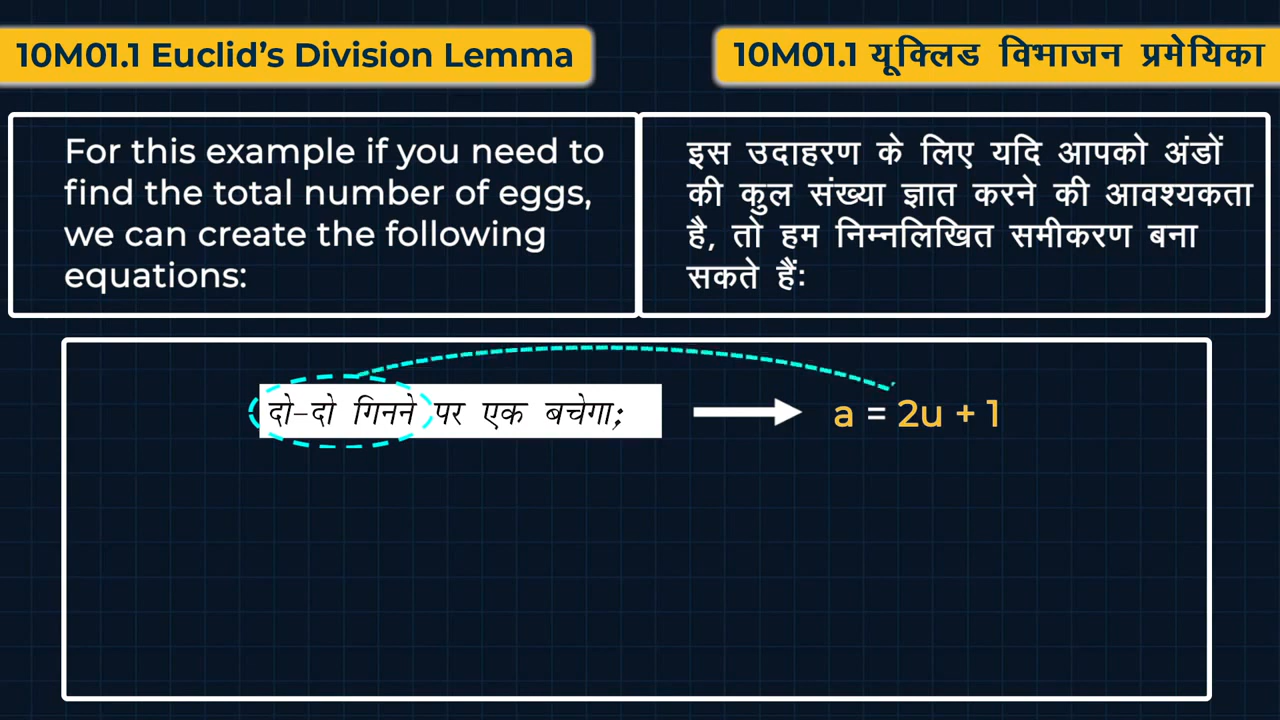 10M01.1 Euclid’s Division Lemma
10M01.1 यूक्लिड विभाजन प्रमेयिका
For this example if you need to
find the total number of eggs,
we can create the following
equations:
इस उदाहरण के लिए यदि आपको अंडों
की कुल संख्या ज्ञात करने की आवश्यकता
है, तो हम निम्नलिखित समीकरण बना
सकते हैं:
दो-दो गिनने पर एक बचेगा;
a = 2u + 1